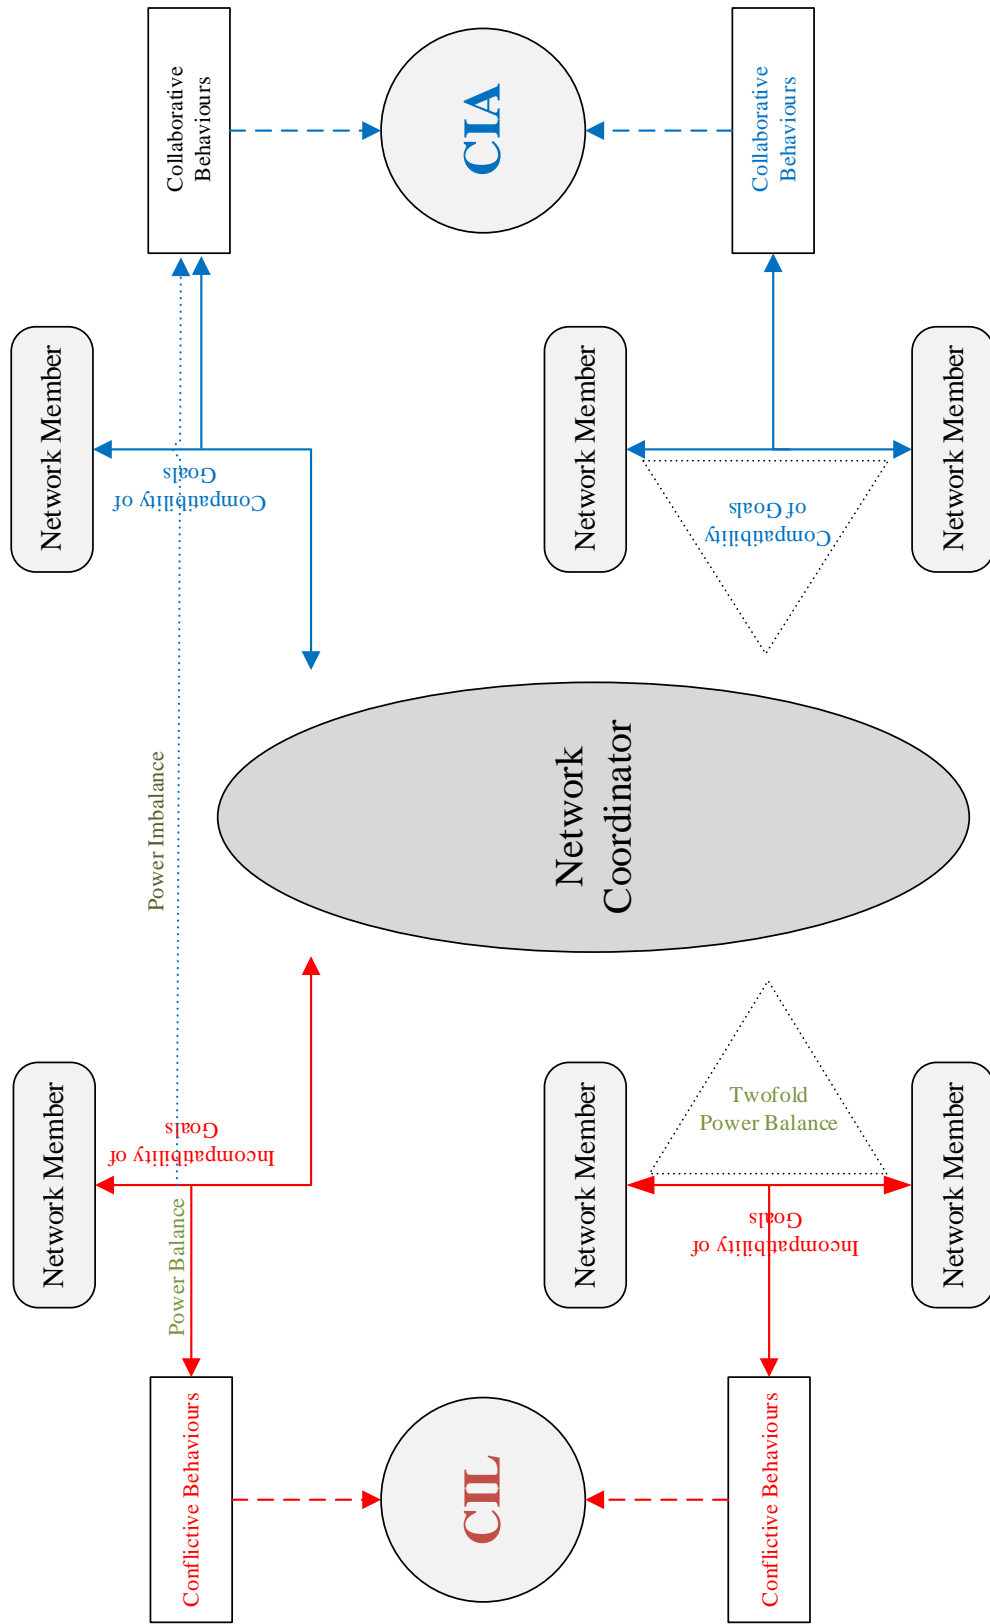 Network Member
Network Member
Conflictive Behaviours
Power Balance
Incompatibility of
Goals
Power Imbalance
Compatibility of
Goals
Collaborative
Behaviours
CIL
Network
Coordinator
CIA
Network Member
Network Member
Conflictive Behaviours
Incompatibility of
Goals
Twofold
Power Balance
Compatibility
of Goals
Collaborative
Behaviours
Network Member
Network Member